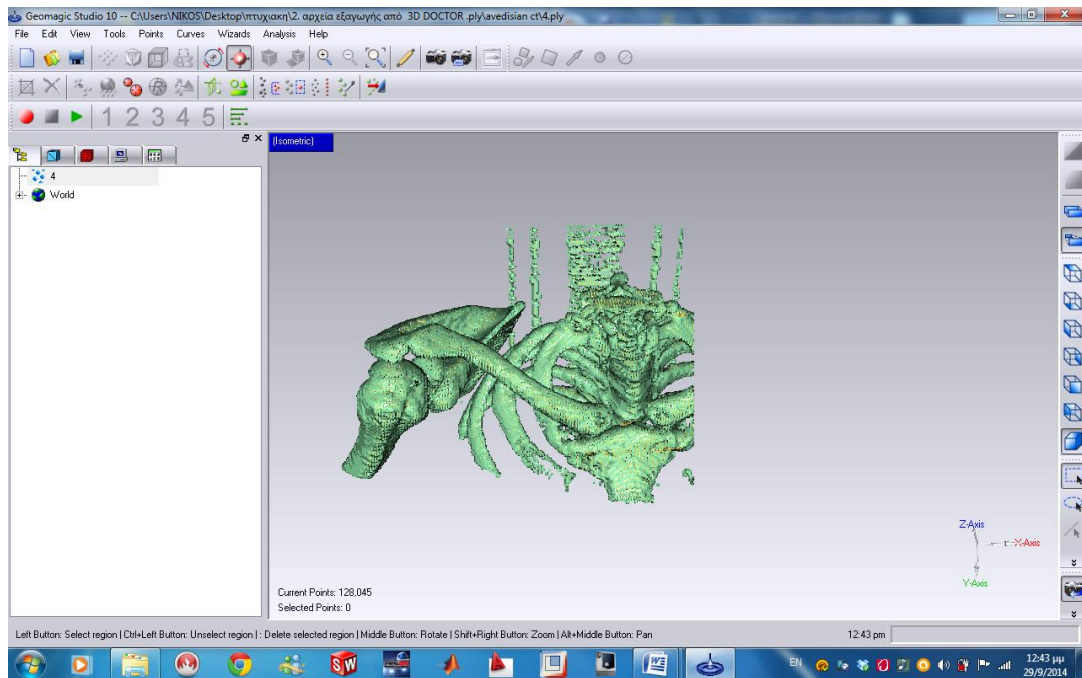 Geomagic Studio 10 -- C:\Users\NIKOS\Desktop\πτυχιακη\2. αρχεία εξαγωγής από 3D DOCTOR .ply\avedisian ct\4.ply
File Edit View Tools Points Curves Wizards Analysis Help
1 2 3 4 5
(Isometric)
4
World
Z-Axis
X-Axis
Y-Axis
Current Points: 128,045
Selected Points: 0
Left Button: Select region | Ctrl+Left Button: Unselect region | : Delete selected region | Middle Button: Rotate | Shift+Right Button: Zoom | Alt+Middle Button: Pan
12:43 pm
SW
EN
12:43 μμ
29/9/2014